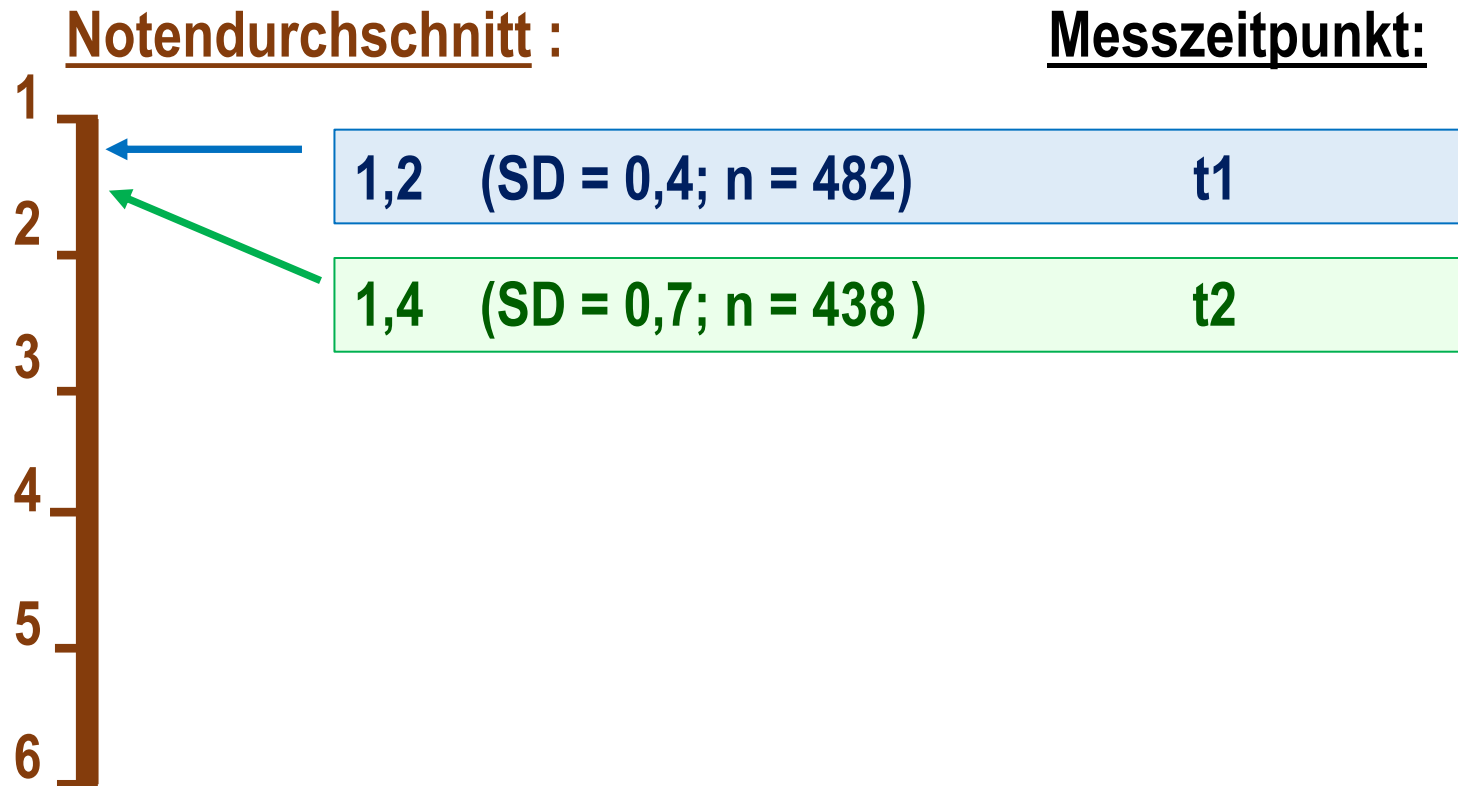 Notendurchschnitt : Messzeitpunkt:
1
1,2 (SD = 0,4; n = 482) t1
2
1,4 (SD = 0,7; n = 438 ) t2
3
4
5
6